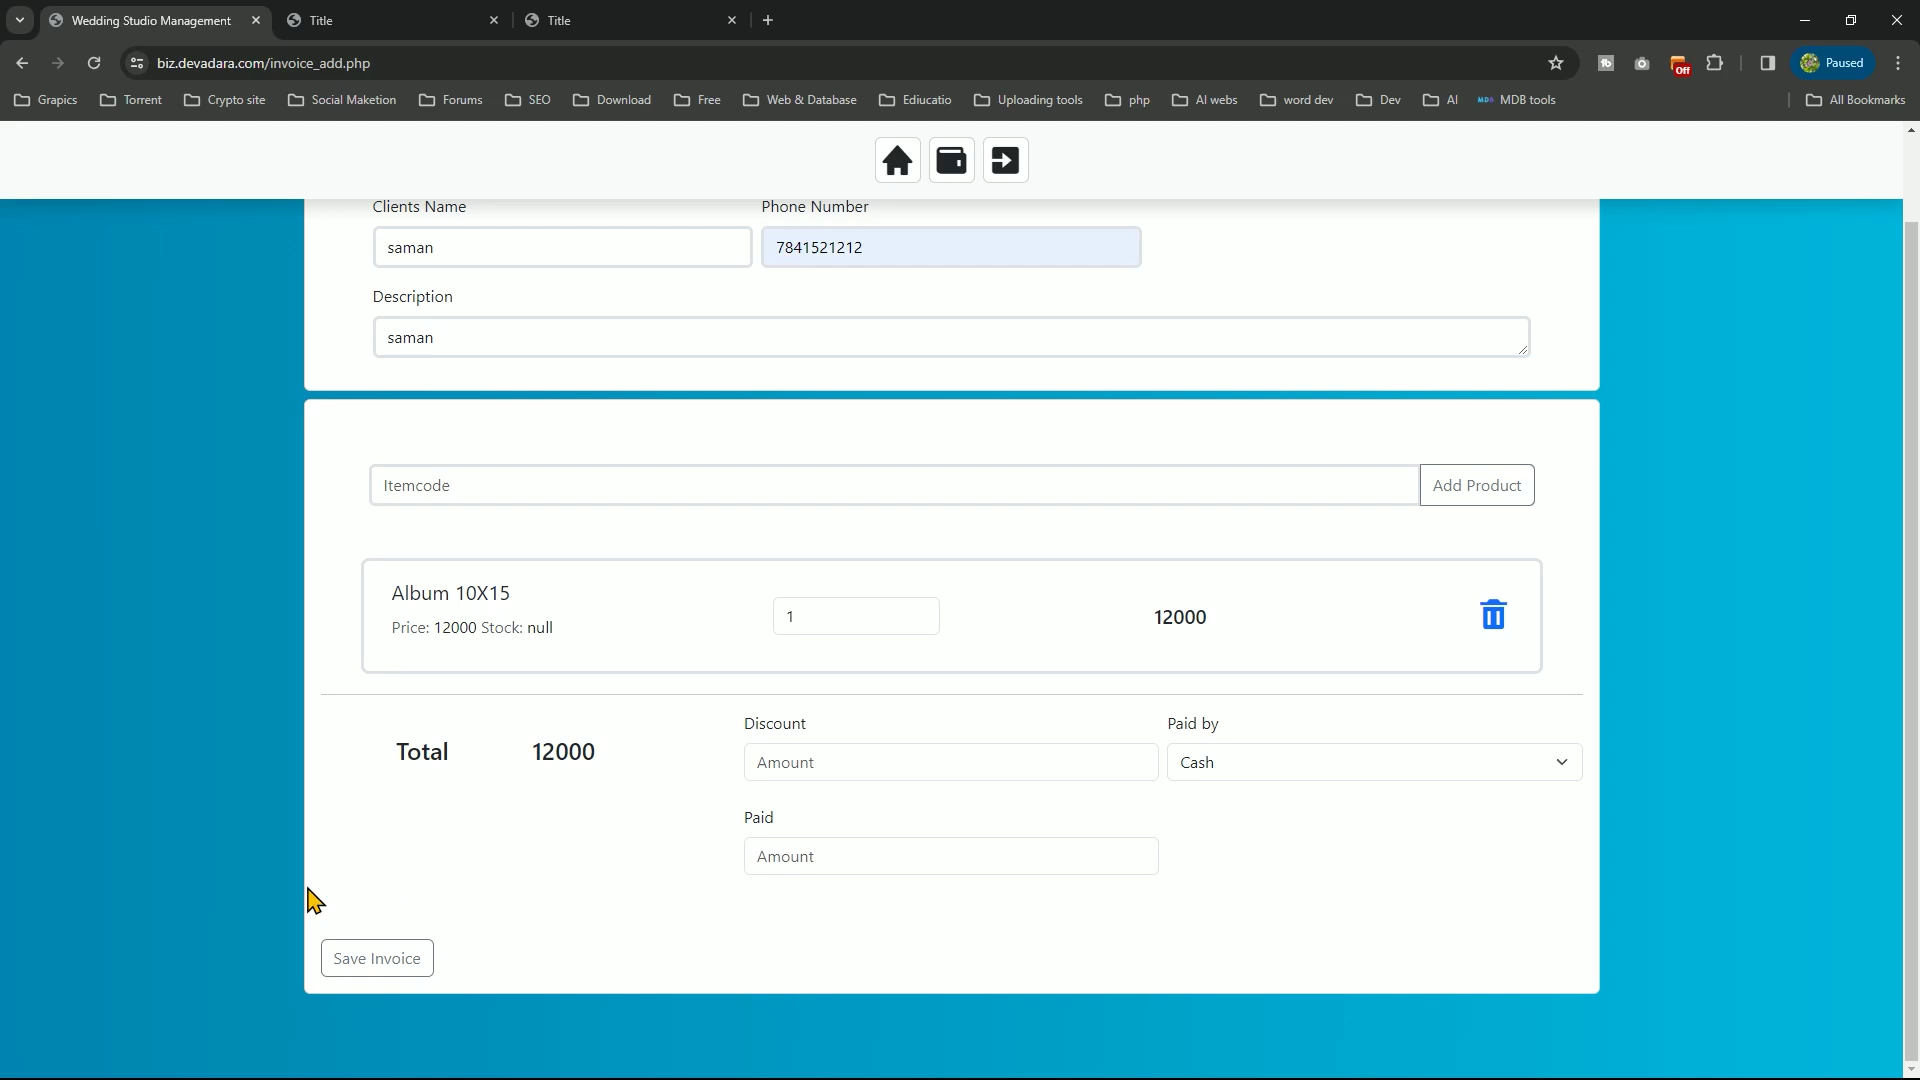 Wedding Studio Management
Title
Title
biz.devadara.com/invoice_add.php
Off
Paused
Grapics
Torrent
Crypto site
Social Maketion
Forums
SEO
Download
Free
Web & Database
Ediucatio
Uploading tools
php
AI webs
word dev
Dev
AI
MDB MDB tools
All Bookmarks
Clients Name
Phone Number
saman
7841521212
Description
saman
Itemcode
Add Product
Album 10X15
Price: 12000 Stock: null
1
12000
Discount
Paid by
Total
12000
Amount
Cash
Paid
Amount
Save Invoice